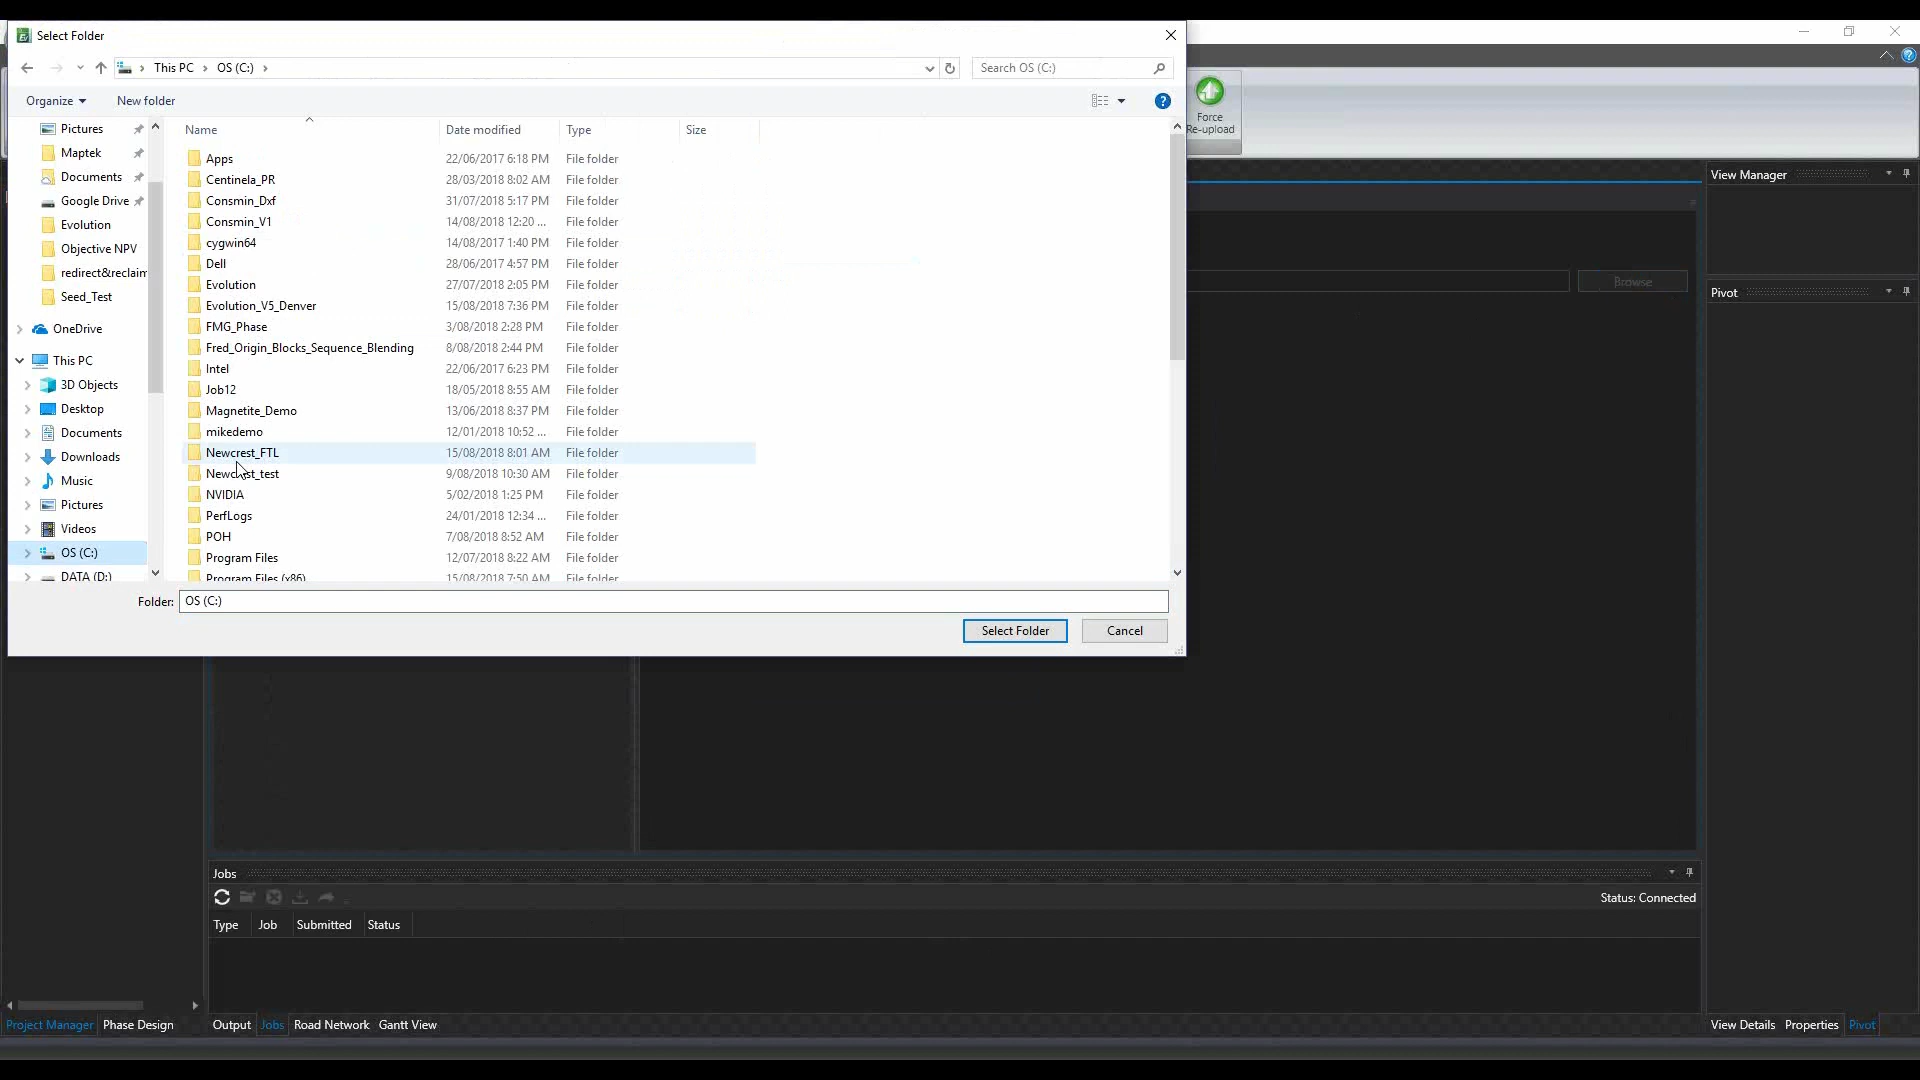 Select Folder
This PC > OS (C:) >
Search OS (C:)
Organize
New folder
?
?
Name
Date modified
Type
Size
Pictures
Maptek
Documents
Google Drive
Evolution
Objective NPV
redirect&reclaim
Seed_Test
OneDrive
This PC
3D Objects
Desktop
Documents
Downloads
Music
Pictures
Videos
OS (C:)
DATA (D:)
Apps 22/06/2017 6:18 PM File folder
Centinela_PR 28/03/2018 8:02 AM File folder
Consmin_Dxf 31/07/2018 5:17 PM File folder
Consmin_V1 14/08/2018 12:20 ... File folder
cygwin64 14/08/2017 1:40 PM File folder
Dell 28/06/2017 4:57 PM File folder
Evolution 27/07/2018 2:05 PM File folder
Evolution_V5_Denver 15/08/2018 7:36 PM File folder
FMG_Phase 3/08/2018 2:28 PM File folder
Fred_Origin_Blocks_Sequence_Blending 8/08/2018 2:44 PM File folder
Intel 22/06/2017 6:23 PM File folder
Job12 18/05/2018 8:55 AM File folder
Magnetite_Demo 13/06/2018 8:37 PM File folder
mikedemo 12/01/2018 10:52 ... File folder
Newcrest_FTL 15/08/2018 8:01 AM File folder
Newcrest_test 9/08/2018 10:30 AM File folder
NVIDIA 5/02/2018 1:25 PM File folder
PerfLogs 24/01/2018 12:34 ... File folder
POH 7/08/2018 8:52 AM File folder
Program Files 12/07/2018 8:22 AM File folder
Program Files (x86) 15/08/2018 7:50 AM File folder
Folder: OS (C:)
Select Folder
Cancel
Force
Re-upload
Browse
View Manager
Pivot
Jobs
Status: Connected
Type
Job
Submitted
Status
Project Manager
Phase Design
Output
Jobs
Road Network
Gantt View
View Details
Properties
Pivot